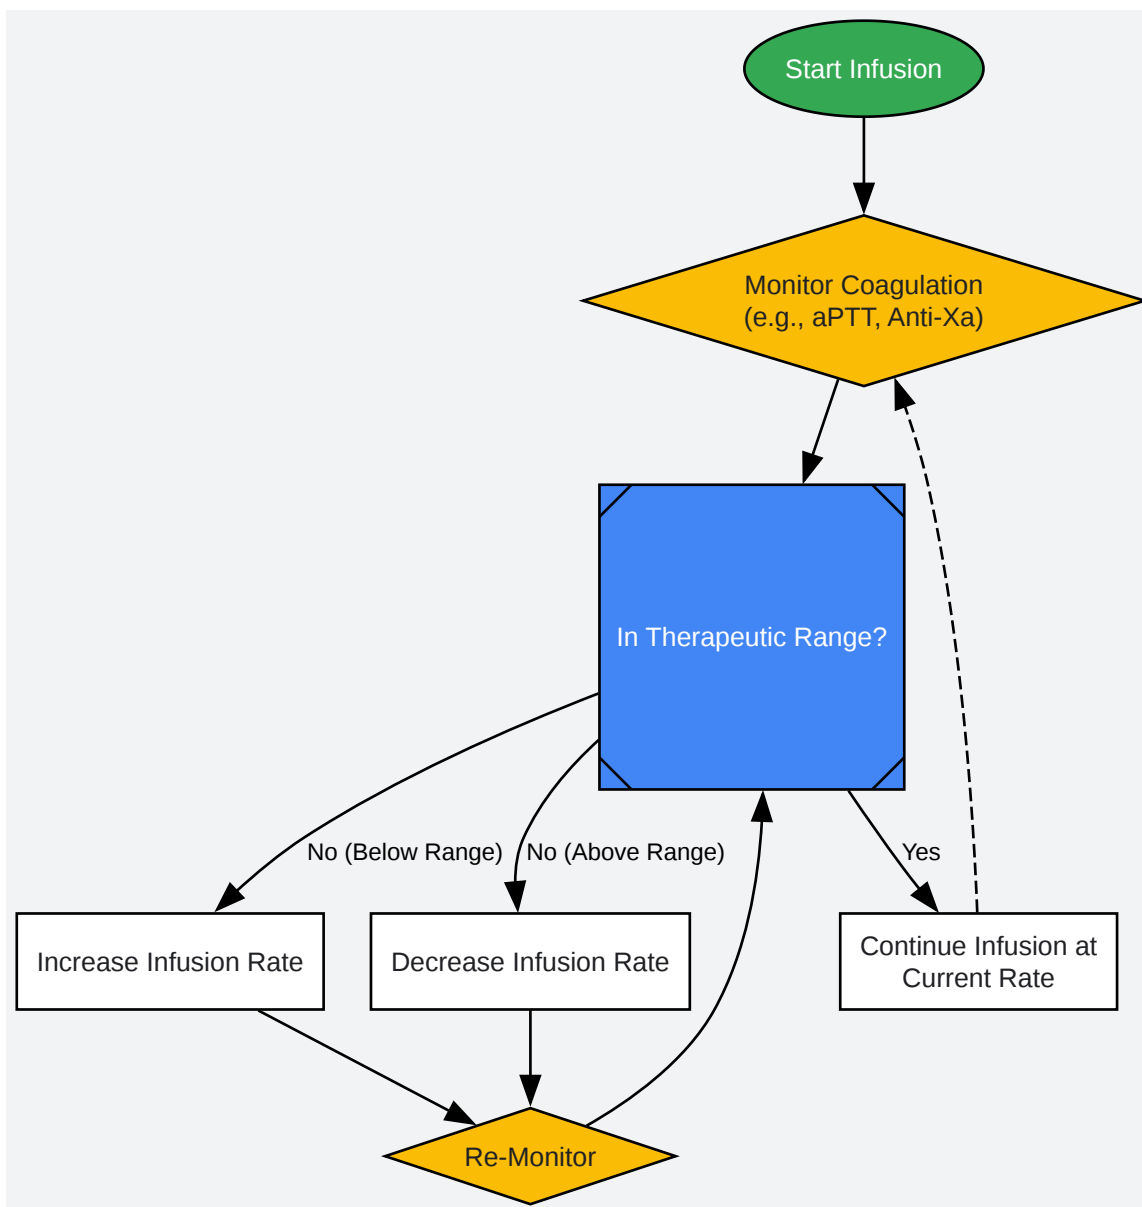 Start Infusion
Monitor Coagulation
(e.g., aPTT, Anti-Xa)
In Therapeutic Range?
No (Below Range)
No (Above Range)
Yes
Increase Infusion Rate
Decrease Infusion Rate
Continue Infusion at
Current Rate
Re-Monitor